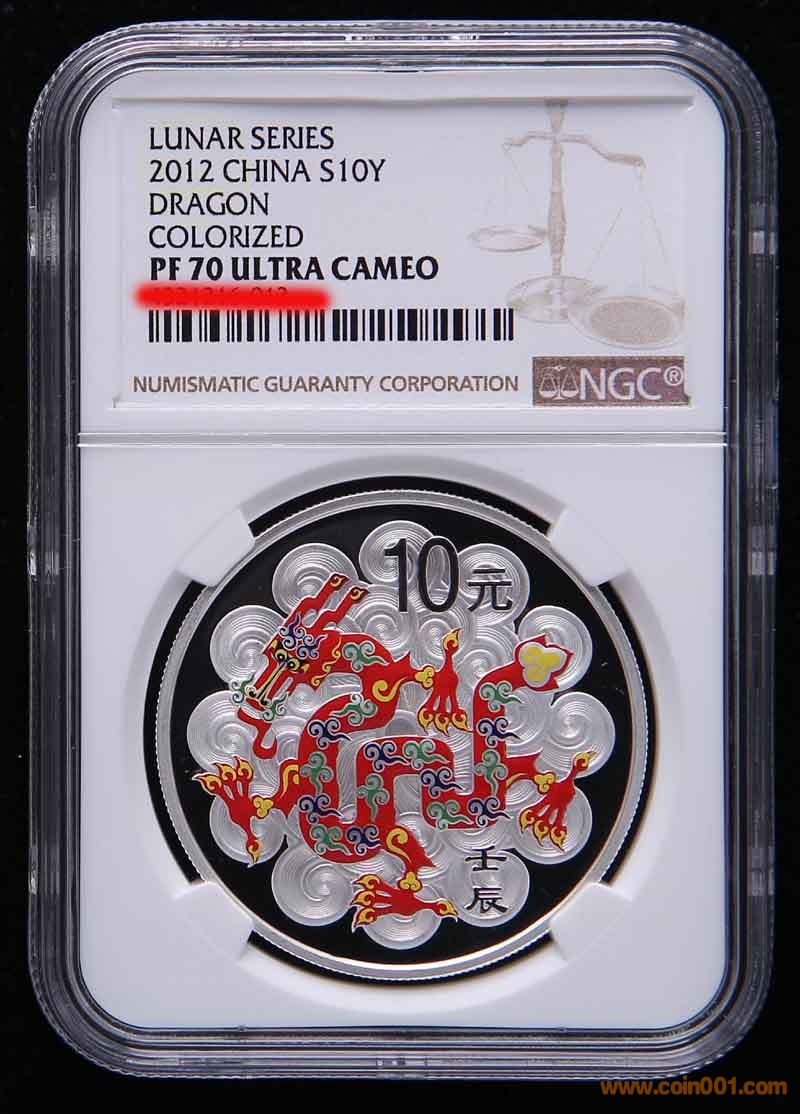 LUNAR SERIES
2012 CHINA S10Y
DRAGON
COLORIZED
PF 70 ULTRA CAMEO
NUMISMATIC GUARANTY CORPORATION
NGC®
10元
壬辰
www.coin001.com